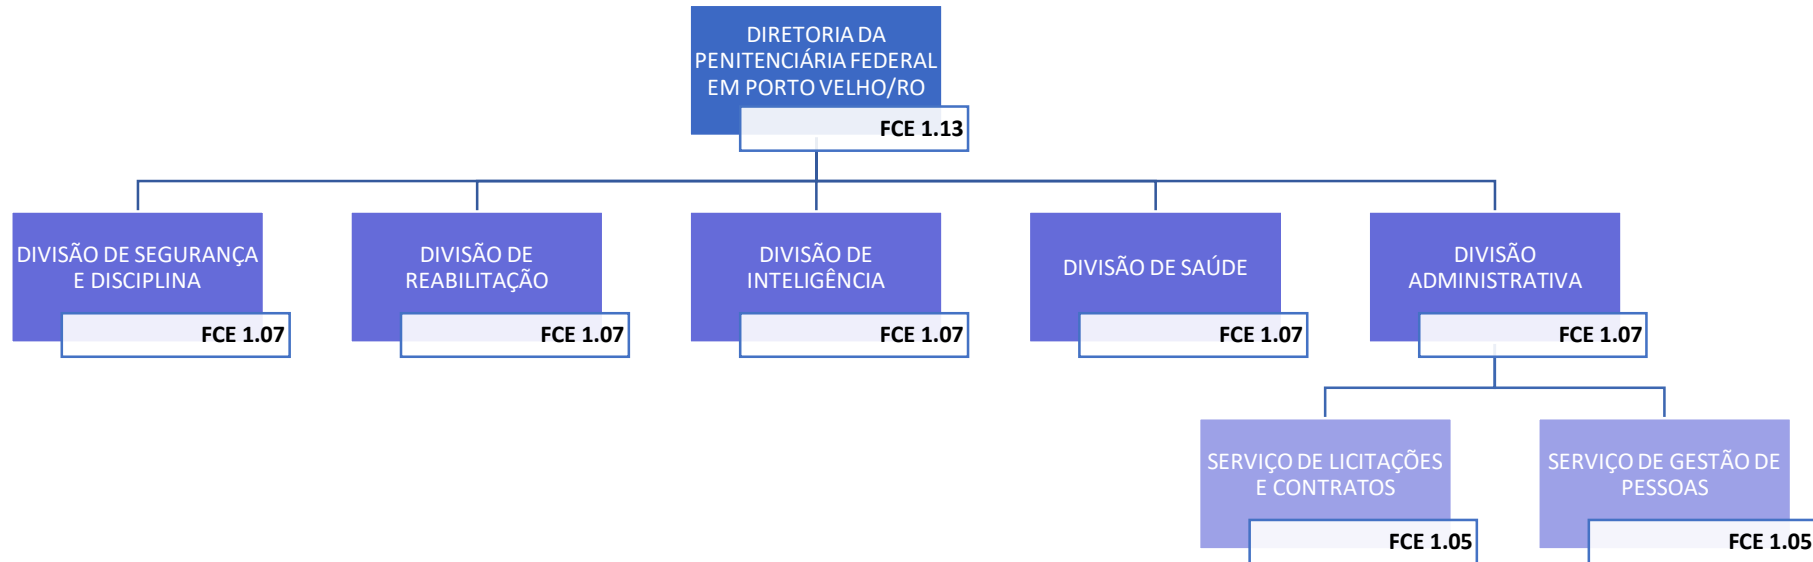 DIRETORIA DA
PENITENCIÁRIA FEDERAL
EM PORTO VELHO/RO
FCE 1.13
DIVISÃO DE SEGURANÇA
E DISCIPLINA
FCE 1.07
DIVISÃO DE
REABILITAÇÃO
FCE 1.07
DIVISÃO DE
INTELIGÊNCIA
FCE 1.07
DIVISÃO DE SAÚDE
FCE 1.07
DIVISÃO
ADMINISTRATIVA
FCE 1.07
SERVIÇO DE LICITAÇÕES
E CONTRATOS
FCE 1.05
SERVIÇO DE GESTÃO DE
PESSOAS
FCE 1.05